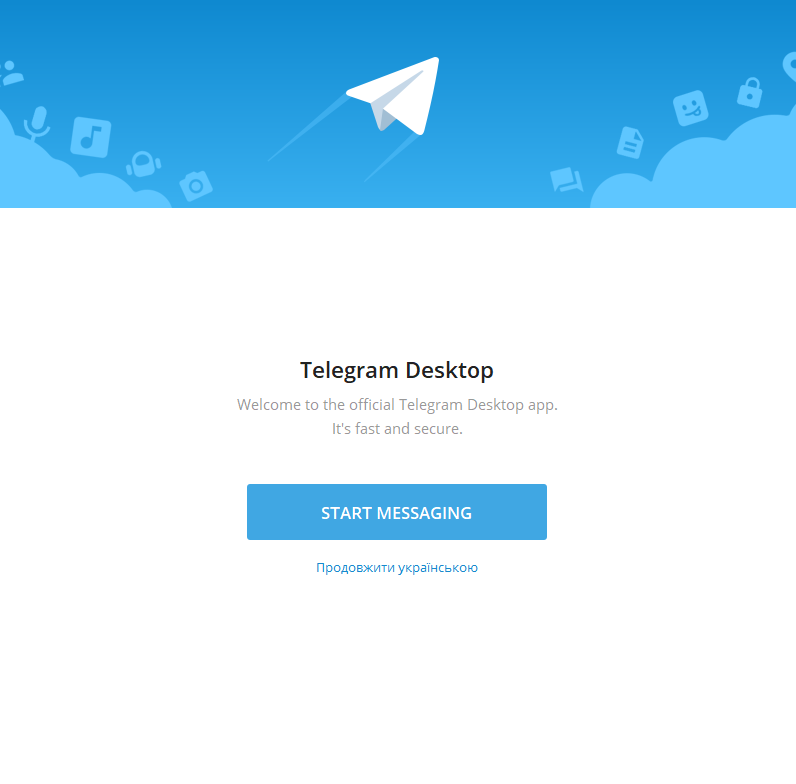 Telegram Desktop
Welcome to the official Telegram Desktop app.
It's fast and secure.
START MESSAGING
Продовжити українською